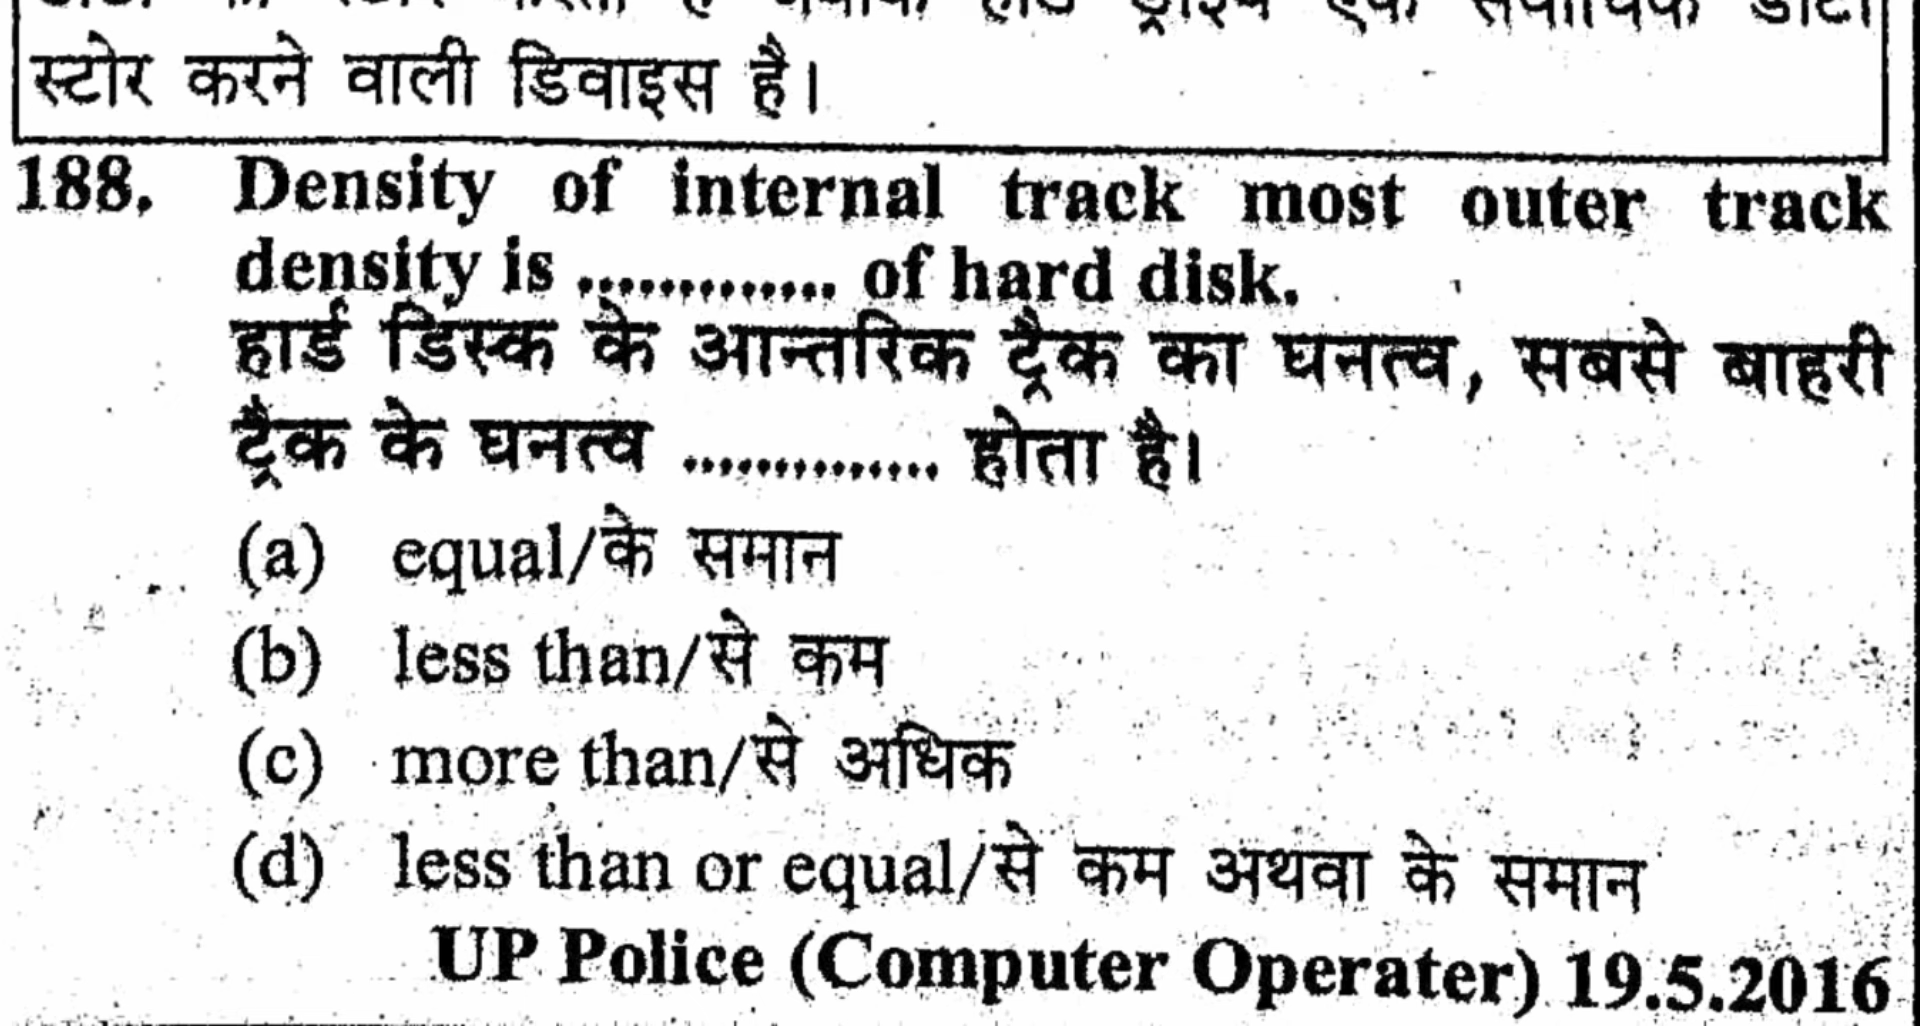 स्टोर करने वाली डिवाइस है।
188. Density of internal track most outer track
density is ............. of hard disk.
हार्ड डिस्क के आन्तरिक ट्रैक का घनत्व, सबसे बाहरी
ट्रैक के घनत्व .............. होता है।
(a) equal/के समान
(b) less than/से कम
(c) more than/से अधिक
(d) less than or equal/से कम अथवा के समान
UP Police (Computer Operater) 19.5.2016